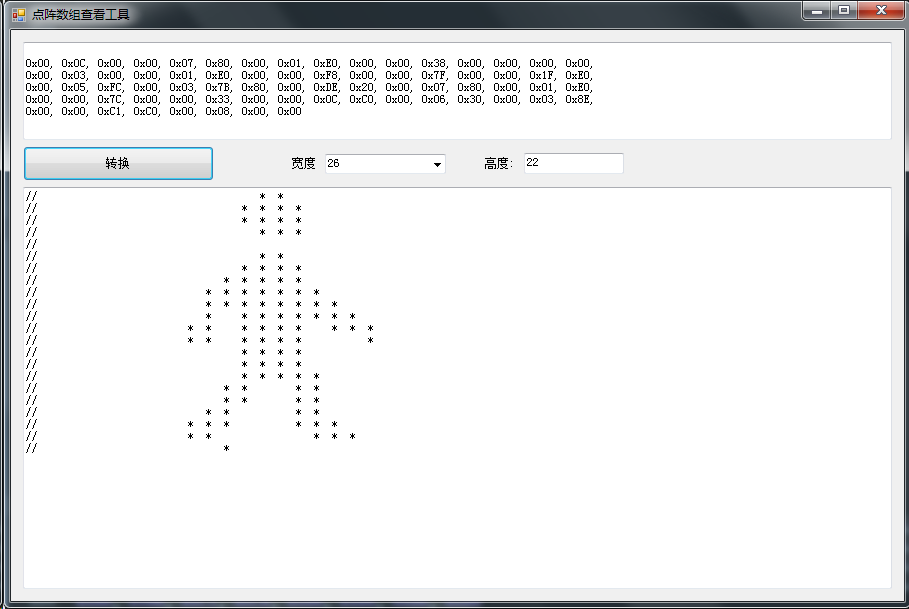 点阵数组查看工具
0x00, 0x0C, 0x00, 0x00, 0x07, 0x80, 0x00, 0x01, 0xE0, 0x00, 0x00, 0x38, 0x00, 0x00, 0x00, 0x00,
0x00, 0x03, 0x00, 0x00, 0x01, 0xE0, 0x00, 0x00, 0xF8, 0x00, 0x00, 0x7F, 0x00, 0x00, 0x1F, 0xE0,
0x00, 0x05, 0xFC, 0x00, 0x03, 0x7B, 0x80, 0x00, 0xDE, 0x20, 0x00, 0x07, 0x80, 0x00, 0x01, 0xE0,
0x00, 0x00, 0x7C, 0x00, 0x00, 0x33, 0x00, 0x00, 0x0C, 0xC0, 0x00, 0x06, 0x30, 0x00, 0x03, 0x8E,
0x00, 0x00, 0xC1, 0xC0, 0x00, 0x08, 0x00, 0x00
转换 宽度 26 高度: 22
// * *
// * * * *
// * * * *
// * * *
//
// * *
// * * * *
// * * * * *
// * * * * * * *
// * * * * * * * *
// * * * * * * * *
// * * * * * * * * *
// * * * * * * *
// * * * *
// * * * *
// * * * * *
// * * * *
// * * * *
// * * * *
// * * * * * *
// * * * * *
// *